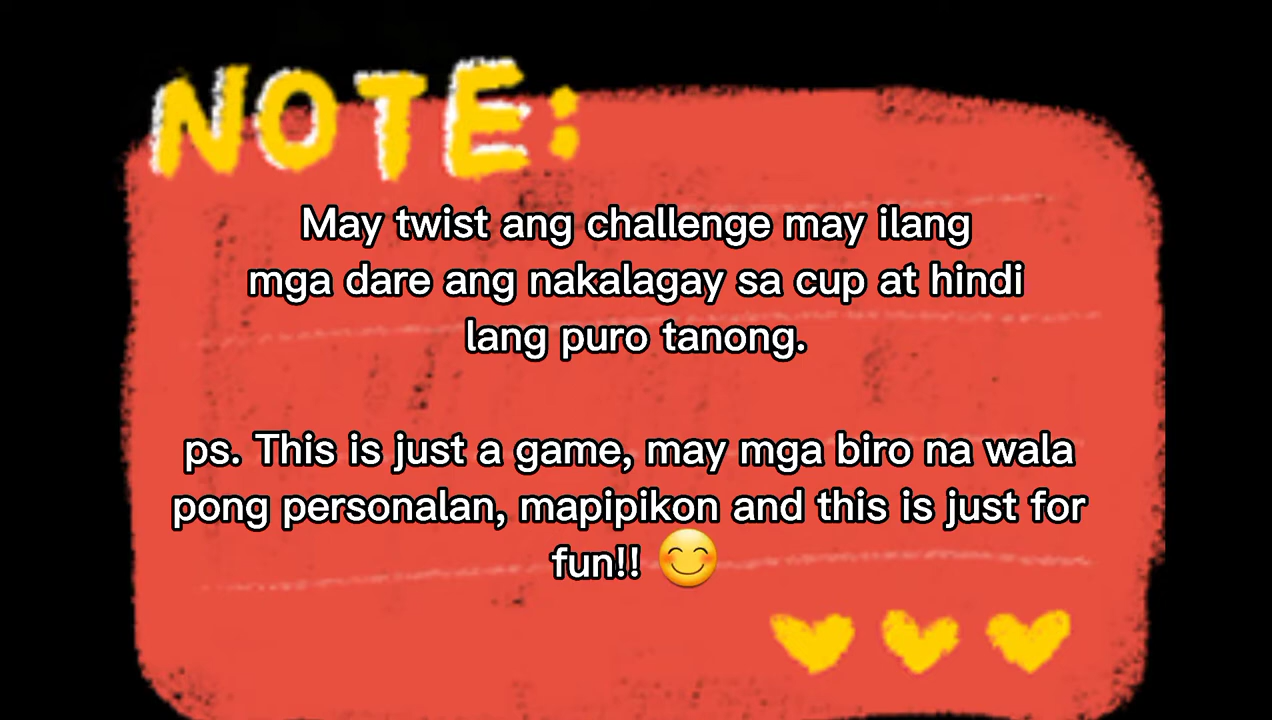 NOTE:
May twist ang challenge may ilang
mga dare ang nakalagay sa cup at hindi
lang puro tanong.
ps. This is just a game, may mga biro na wala
pong personalan, mapipikon and this is just for
fun!! 😊